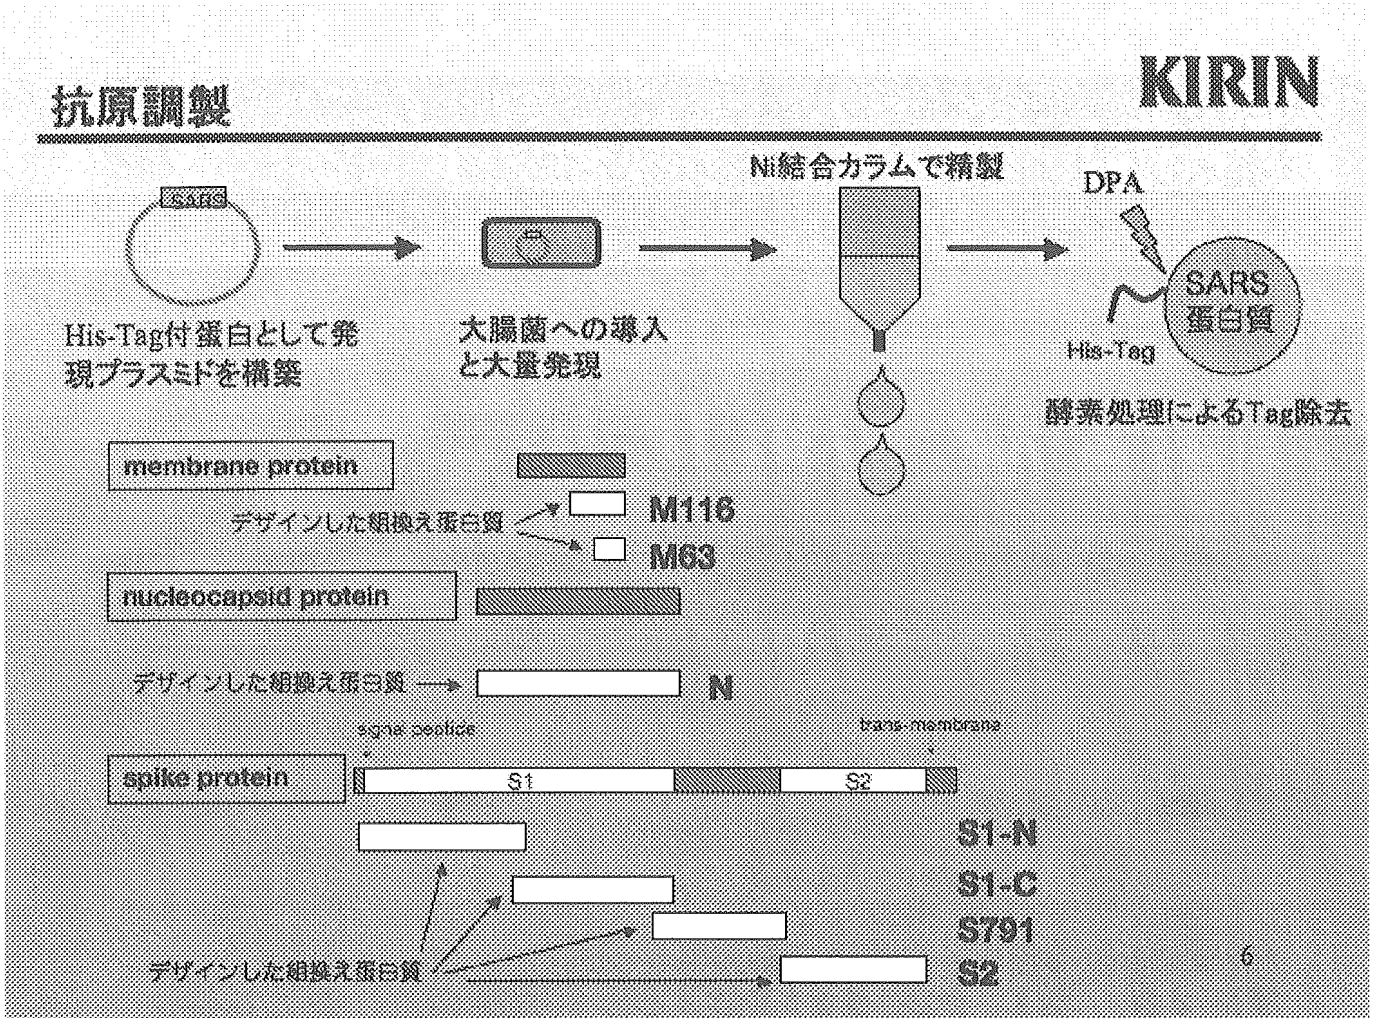 抗原調製
KIRIN
SARS
His-Tag付蛋白として発
現プラスミドを構築
大腸菌への導入
と大量発現
Ni結合カラムで精製
DPA
SARS
蛋白質
His-Tag
酵素処理によるTag除去
membrane protein
デザインした組換え蛋白質
M116
M63
nucleocapsid protein
デザインした組換え蛋白質
N
signal peptide
trans-membrane
spike protein
S1
S2
S1-N
S1-C
S791
デザインした組換え蛋白質
S2
6